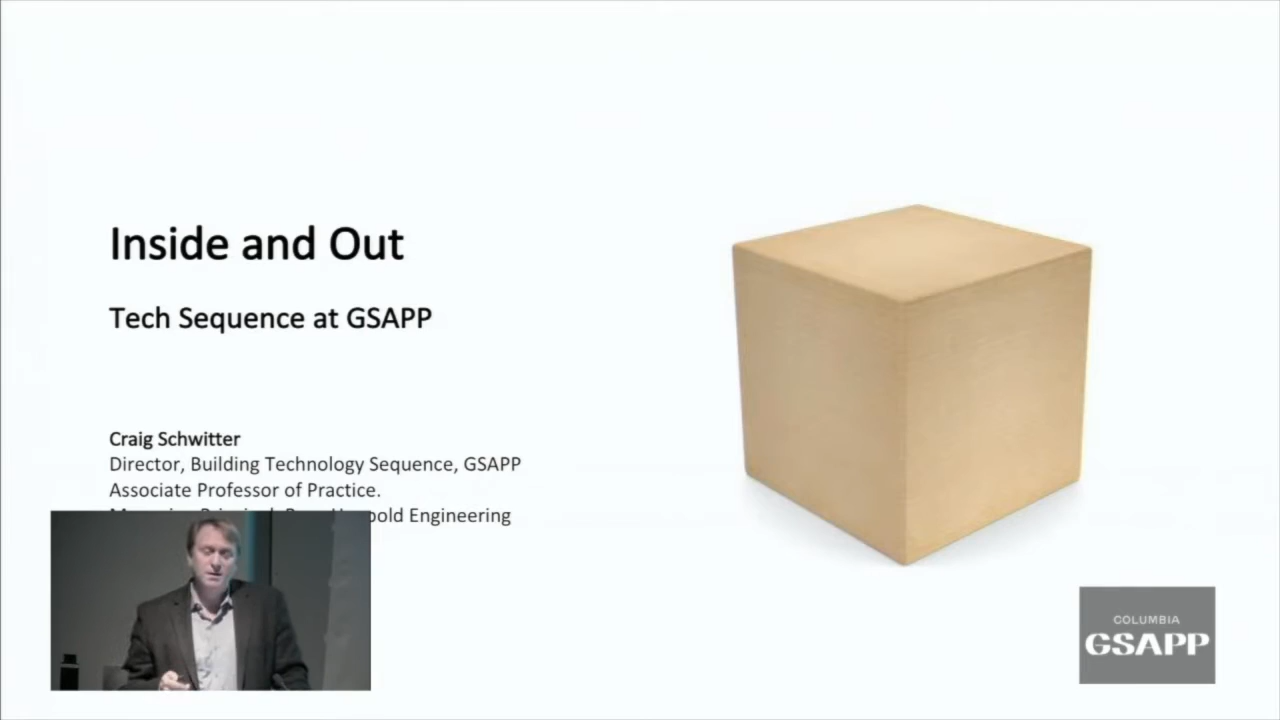 Inside and Out
Tech Sequence at GSAPP
Craig Schwitter
Director, Building Technology Sequence, GSAPP
Associate Professor of Practice.
Engineering
COLUMBIA
GSAPP